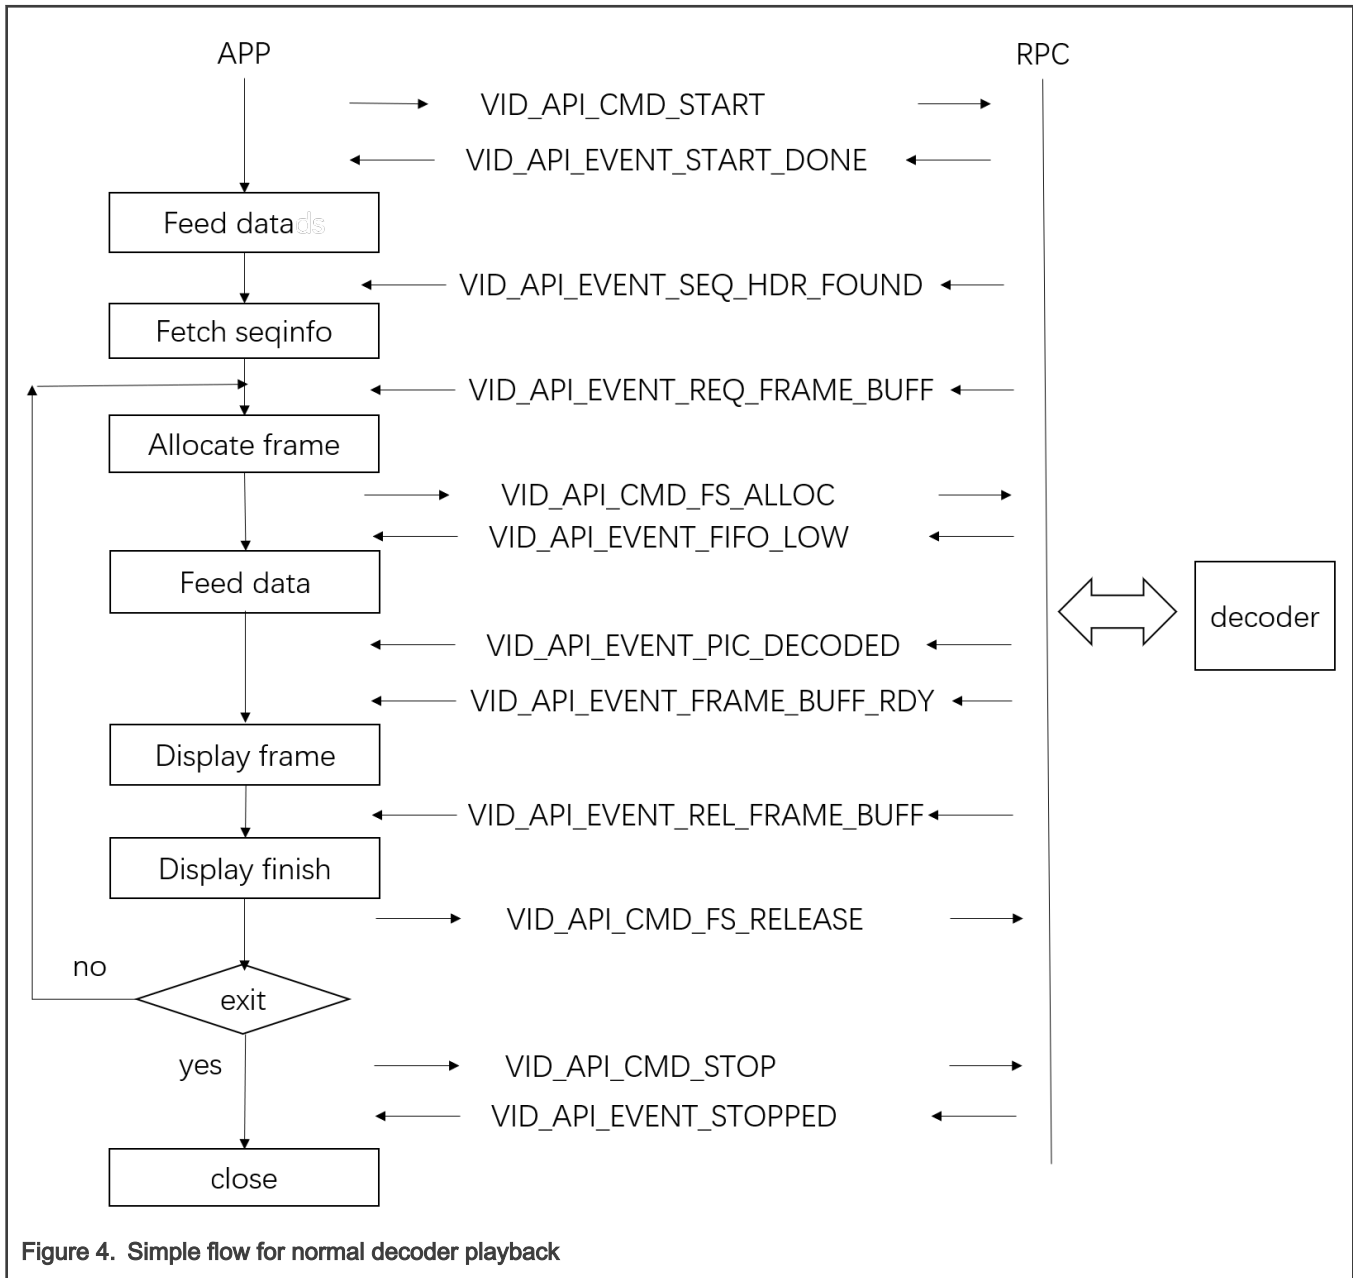 APP
RPC
VID_API_CMD_START
VID_API_EVENT_START_DONE
Feed datads
VID_API_EVENT_SEQ_HDR_FOUND
Fetch seqinfo
VID_API_EVENT_REQ_FRAME_BUFF
Allocate frame
VID_API_CMD_FS_ALLOC
VID_API_EVENT_FIFO_LOW
Feed data
decoder
VID_API_EVENT_PIC_DECODED
VID_API_EVENT_FRAME_BUFF_RDY
Display frame
VID_API_EVENT_REL_FRAME_BUFF
Display finish
VID_API_CMD_FS_RELEASE
no
exit
yes
VID_API_CMD_STOP
VID_API_EVENT_STOPPED
close
Figure 4. Simple flow for normal decoder playback